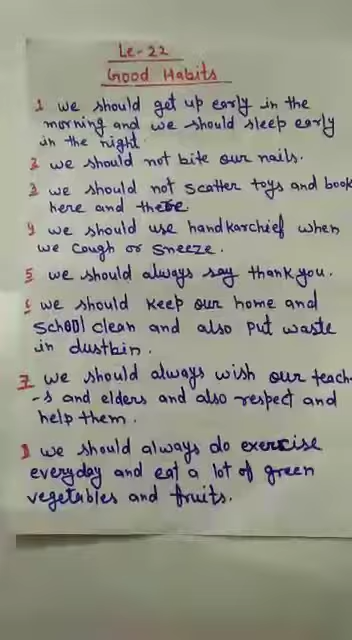 Le-22
Good Habits
1 we should get up early in the
morning and we should sleep early
in the night.
2 we should not bite our nails.
3 we should not scatter toys and book
here and there
4 we should use handkarchief when
we cough or sneeze.
5 we should always say thank you.
6 we should keep our home and
school clean and also put waste
in dustbin.
7 we should always wish our teach-
-s and elders and also respect and
help them.
8 we should always do exercise
everyday and eat a lot of green
vegetables and fruits.